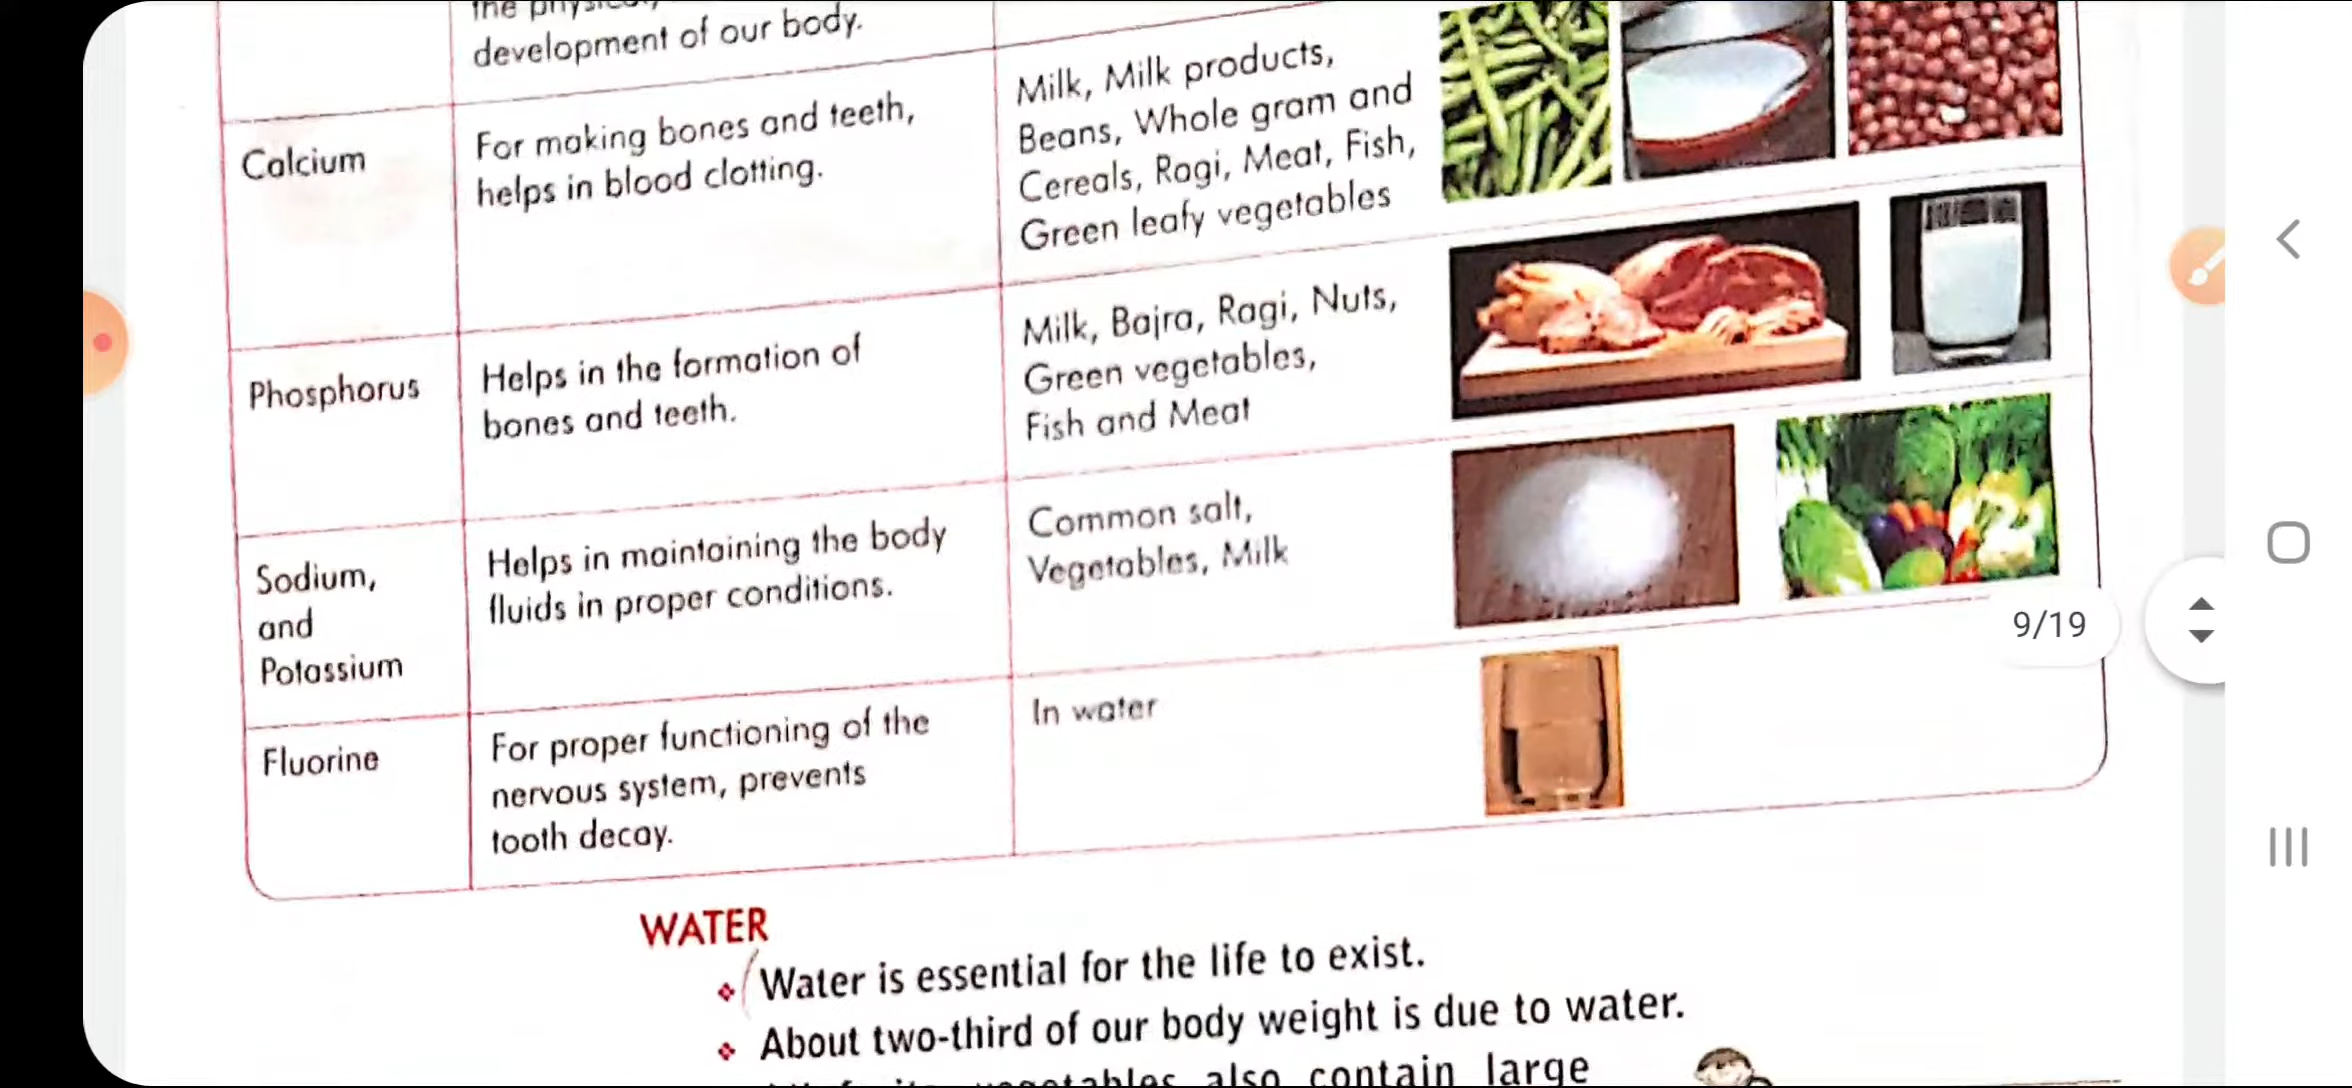 the
development of our body.
Calcium
For making bones and teeth,
helps in blood clotting.
Milk, Milk products,
Beans, Whole gram and
Cereals, Ragi, Meat, Fish,
Green leafy vegetables
Phosphorus
Helps in the formation of
bones and teeth.
Milk, Bajra, Ragi, Nuts,
Green vegetables,
Fish and Meat
Sodium,
and
Potassium
Helps in maintaining the body
fluids in proper conditions.
Common salt,
Vegetables, Milk
Fluorine
For proper functioning of the
nervous system, prevents
tooth decay.
In water
9/19
WATER
❖ Water is essential for the life to exist.
❖ About two-third of our body weight is due to water.
also contain large